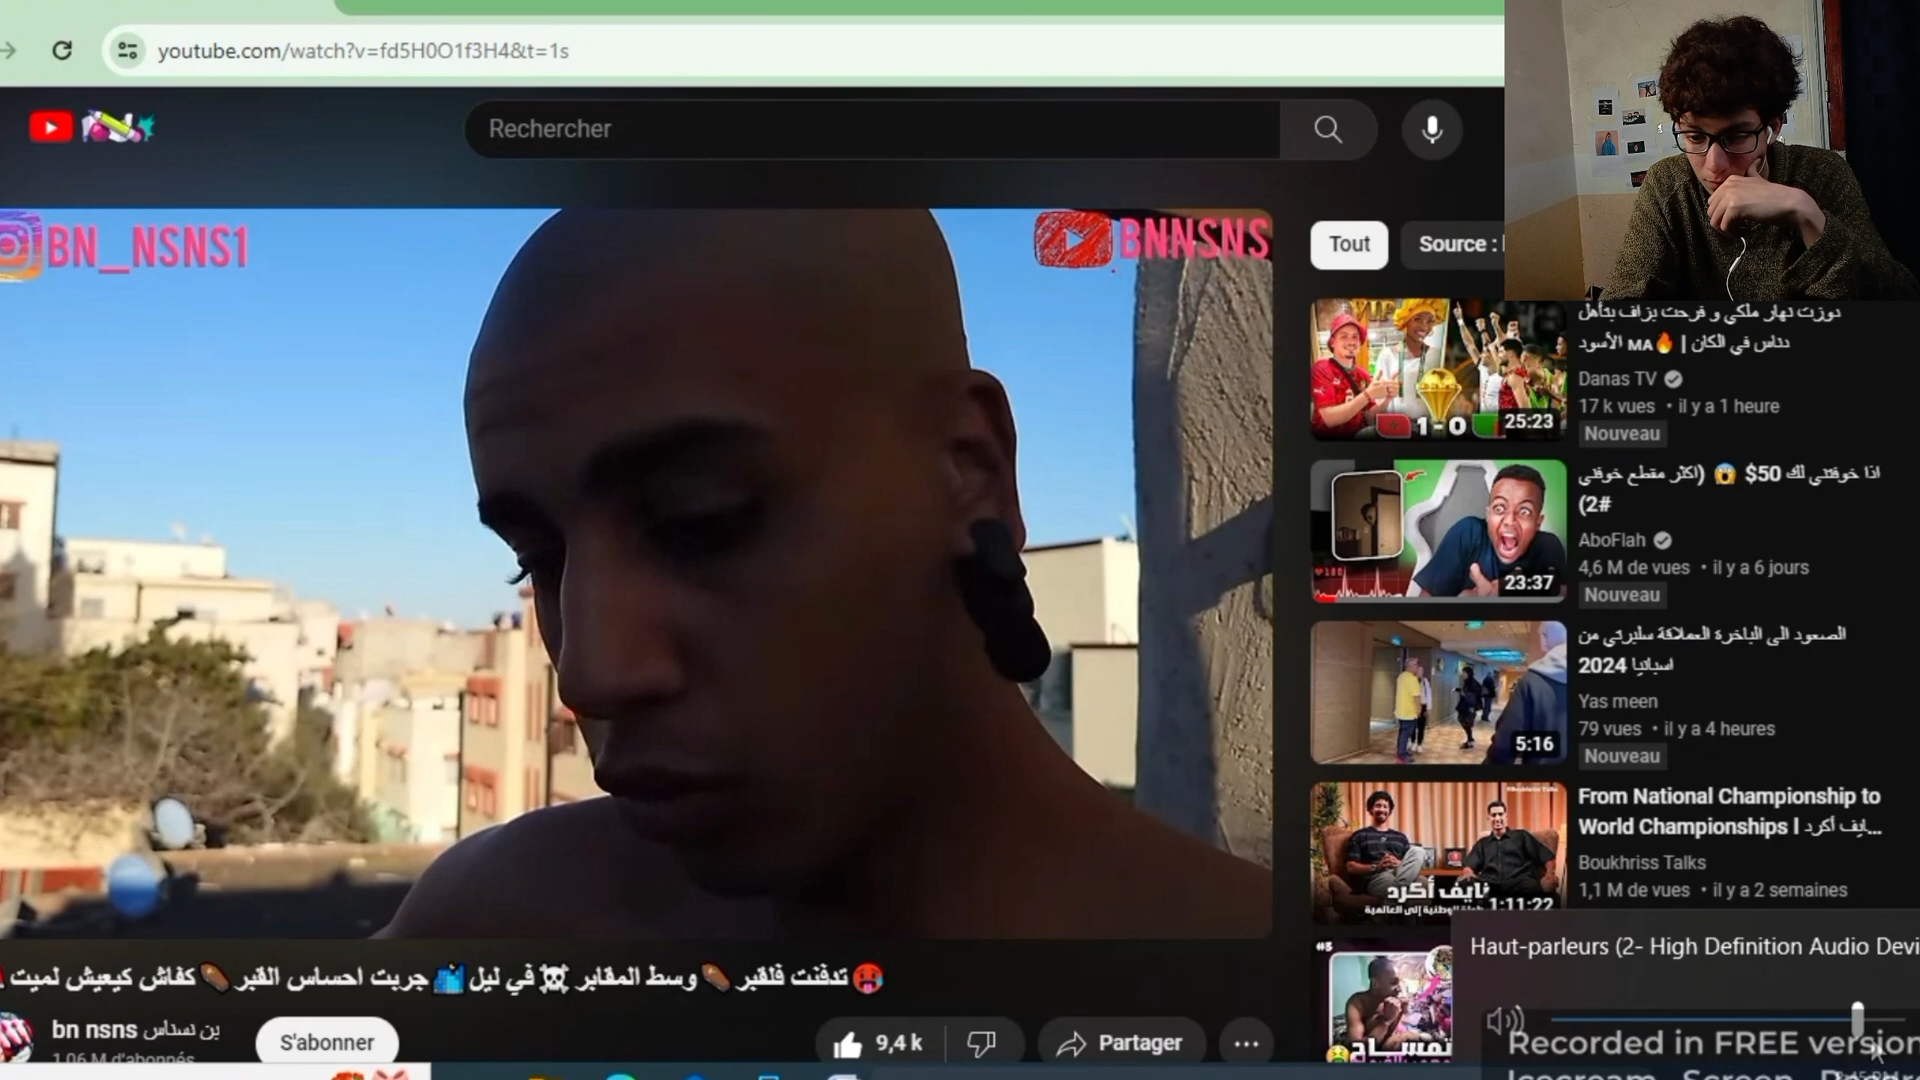 youtube.com/watch?v=fd5H0O1f3H4&t=1s
Rechercher
BN_NSNS1
BNNSNS
Tout
Source :
دوزت نهار ملكي و فرحت بزاف بتأهل
الأسود MA🔥 | دناس في الكان
Danas TV
17 k vues • il y a 1 heure
Nouveau
1-0
25:23
اذا خوفتني لك 50$ 😱 (اكثر مقطع خوفني
2#)
AboFlah
4,6 M de vues • il y a 6 jours
Nouveau
23:37
الصعود الى الباخرة العملاقة سليرتي من
اسبانيا 2024
Yas meen
79 vues • il y a 4 heures
Nouveau
5:16
From National Championship to
World Championships l نايف أكرد...
Boukhriss Talks
1,1 M de vues • il y a 2 semaines
نايف أكرد
1:11:22
#3
تمساح
🥵تدفنت فلقبر⚰️وسط المقابر☠️في ليل🌃جربت احساس القبر⚰️كفاش كيعيش لميت
bn nsns بن نسناس
1,06 M d'abonnés
S'abonner
9,4 k
Partager
Haut-parleurs (2- High Definition Audio Devi
Recorded in FREE version